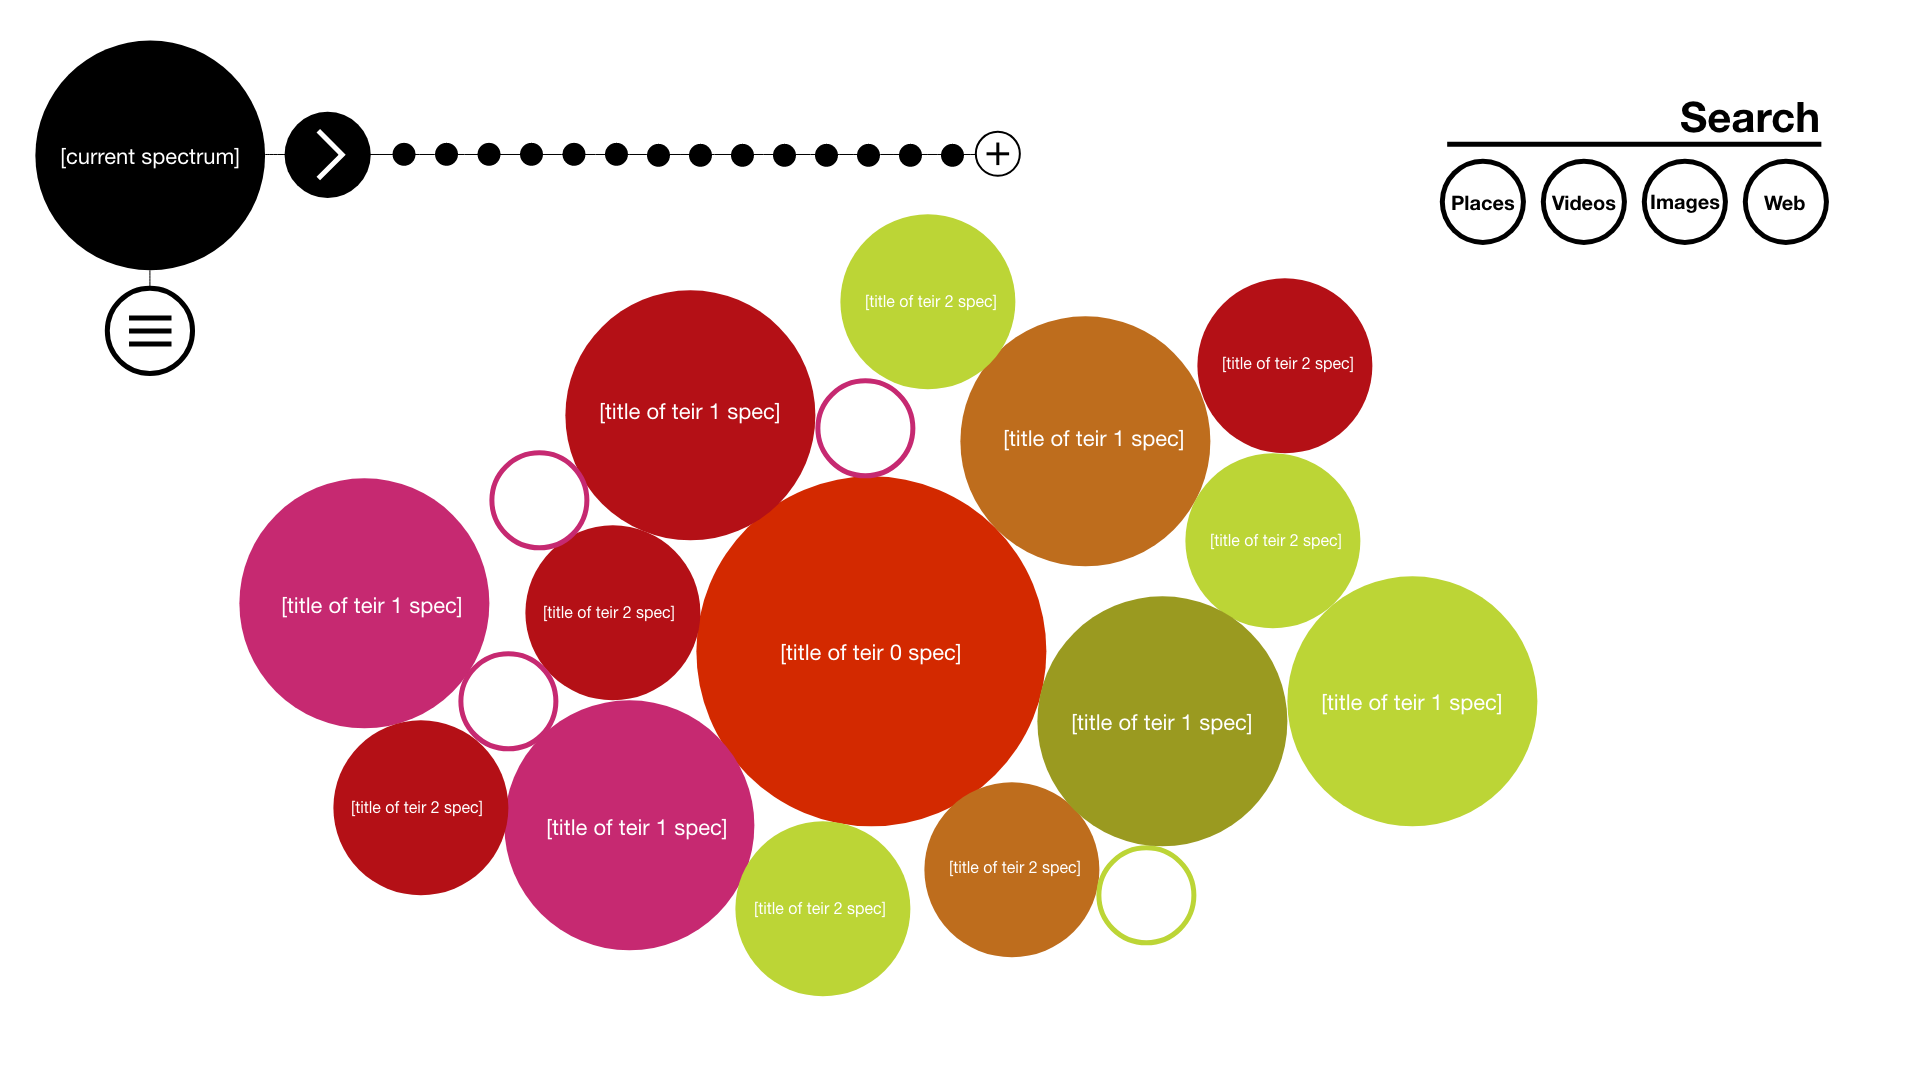 [current spectrum]
Search
Places
Videos
Images
Web
[title of teir 2 spec]
[title of teir 2 spec]
[title of teir 1 spec]
[title of teir 1 spec]
[title of teir 2 spec]
[title of teir 1 spec]
[title of teir 2 spec]
[title of teir 0 spec]
[title of teir 1 spec]
[title of teir 1 spec]
[title of teir 2 spec]
[title of teir 1 spec]
[title of teir 2 spec]
[title of teir 2 spec]